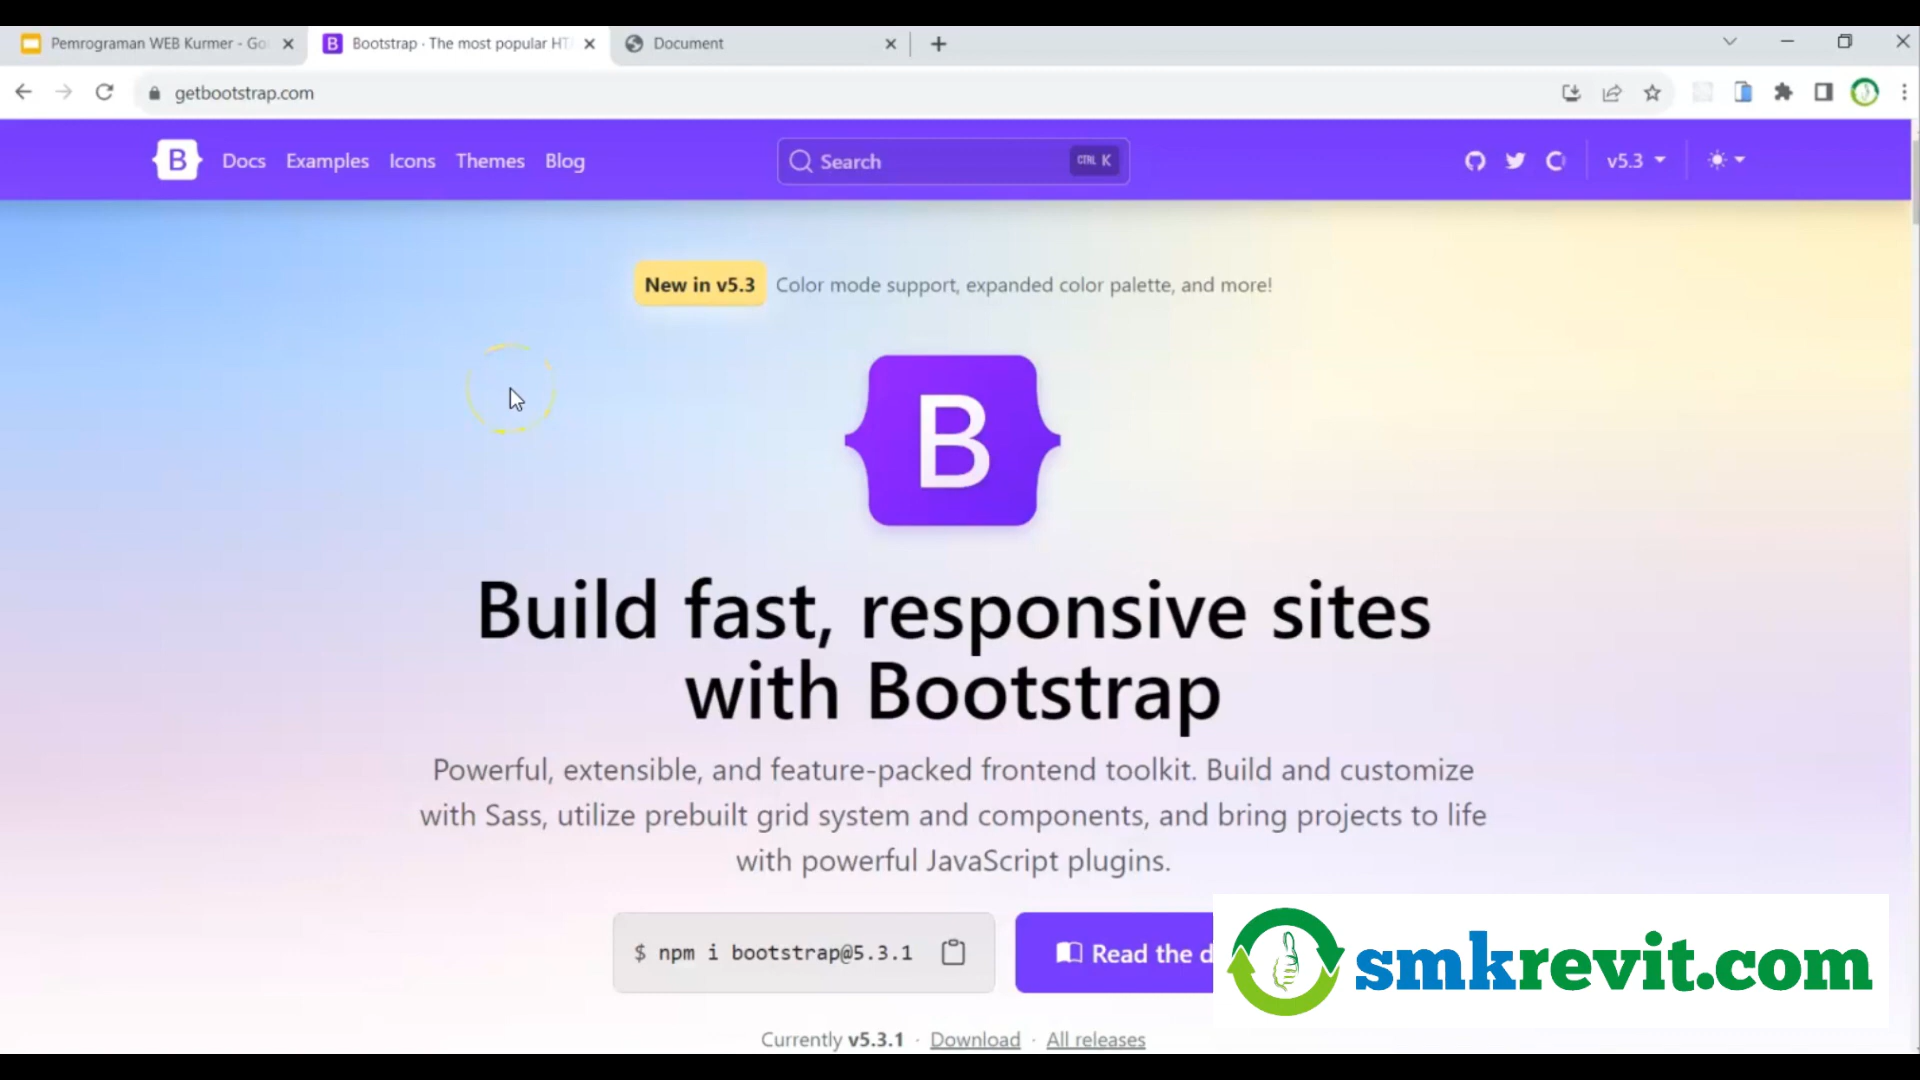 Pemrograman WEB Kurmer - Go
Bootstrap · The most popular HT
Document
getbootstrap.com
B
Docs
Examples
Icons
Themes
Blog
Search
CTRL K
v5.3
New in v5.3 Color mode support, expanded color palette, and more!
B
Build fast, responsive sites
with Bootstrap
Powerful, extensible, and feature-packed frontend toolkit. Build and customize
with Sass, utilize prebuilt grid system and components, and bring projects to life
with powerful JavaScript plugins.
$ npm i bootstrap@5.3.1
Read the d
smkrevit.com
Currently v5.3.1 · Download · All releases